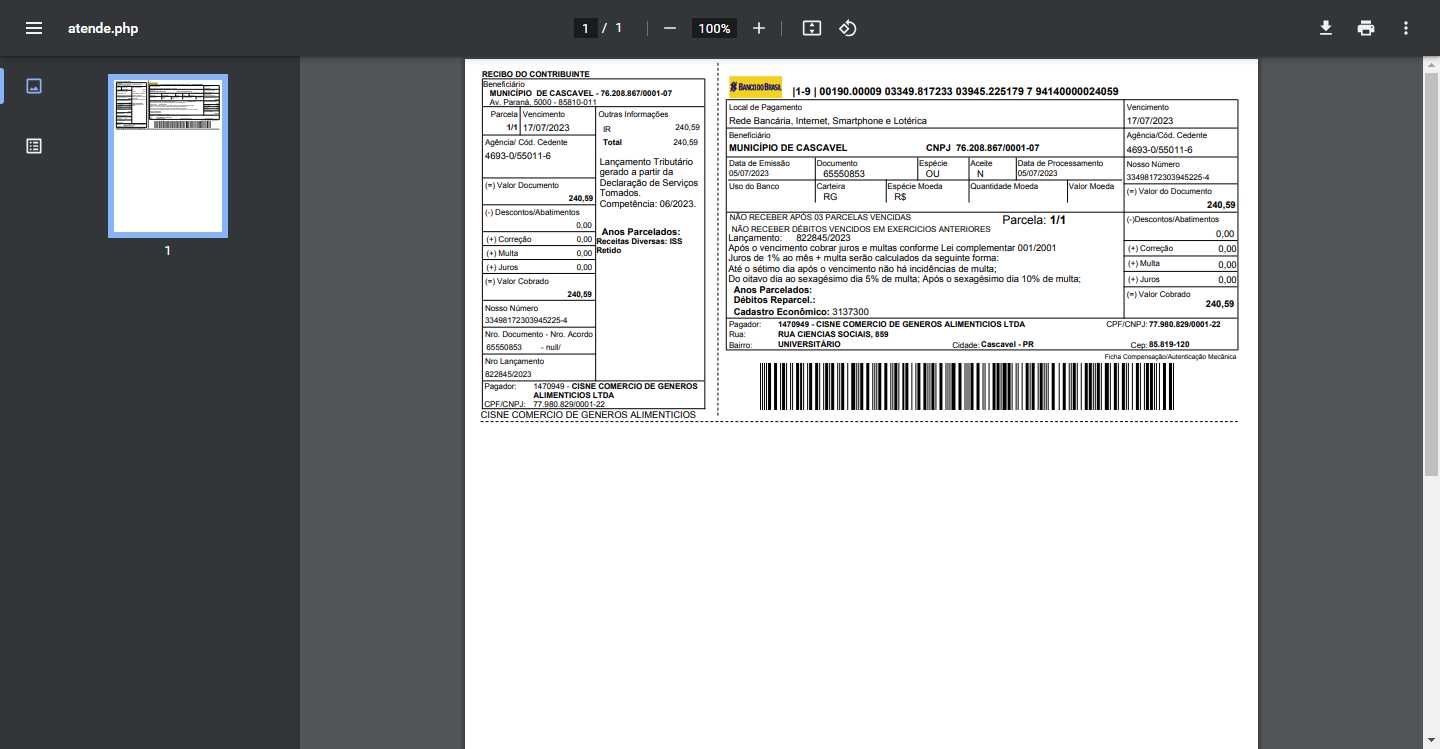 atende.php
1 / 1
100%
1
RECIBO DO CONTRIBUINTE
Beneficiário
MUNICÍPIO DE CASCAVEL - 76.208.867/0001-07
Av. Paraná, 5000 - 85810-011
Parcela Vencimento
1/1 17/07/2023
Agência/ Cód. Cedente
4693-0/55011-6
(=) Valor Documento
240,59
(-) Descontos/Abatimentos
0,00
(+) Correção 0,00
(+) Multa 0,00
(+) Juros 0,00
(=) Valor Cobrado
240,59
Nosso Número
33498172303945225-4
Nro. Documento - Nro. Acordo
65550853 - null/
Nro Lançamento
822845/2023
Outras Informações
IR 240,59
Total 240,59
Lançamento Tributário
gerado a partir da
Declaração de Serviços
Tomados.
Competência: 06/2023.
Anos Parcelados:
Receitas Diversas: ISS
Retido
Pagador: 1470949 - CISNE COMERCIO DE GENEROS
ALIMENTICIOS LTDA
CPF/CNPJ: 77.980.829/0001-22
CISNE COMERCIO DE GENEROS ALIMENTICIOS
BANCO DO BRASIL |1-9 | 00190.00009 03349.817233 03945.225179 7 94140000024059
Local de Pagamento
Rede Bancária, Internet, Smartphone e Lotérica
Vencimento
17/07/2023
Beneficiário
MUNICÍPIO DE CASCAVEL CNPJ 76.208.867/0001-07
Agência/Cód. Cedente
4693-0/55011-6
Data de Emissão Documento Espécie Aceite Data de Processamento
05/07/2023 65550853 OU N 05/07/2023
Nosso Número
33498172303945225-4
Uso do Banco Carteira Espécie Moeda Quantidade Moeda Valor Moeda
RG R$
(=) Valor do Documento
240,59
NÃO RECEBER APÓS 03 PARCELAS VENCIDAS Parcela: 1/1
NÃO RECEBER DÉBITOS VENCIDOS EM EXERCICIOS ANTERIORES
Lançamento: 822845/2023
Após o vencimento cobrar juros e multas conforme Lei complementar 001/2001
Juros de 1% ao mês + multa serão calculados da seguinte forma:
Até o sétimo dia após o vencimento não há incidências de multa;
Do oitavo dia ao sexagésimo dia 5% de multa; Após o sexagésimo dia 10% de multa;
Anos Parcelados:
Débitos Reparcel.:
Cadastro Econômico: 3137300
(-)Descontos/Abatimentos
0,00
(+) Correção 0,00
(+) Multa 0,00
(+) Juros 0,00
(=) Valor Cobrado
240,59
Pagador: 1470949 - CISNE COMERCIO DE GENEROS ALIMENTICIOS LTDA CPF/CNPJ: 77.980.829/0001-22
Rua: RUA CIENCIAS SOCIAIS, 859
Bairro: UNIVERSITÁRIO Cidade: Cascavel - PR Cep: 85.819-120
Ficha Compensação/Autenticação Mecânica